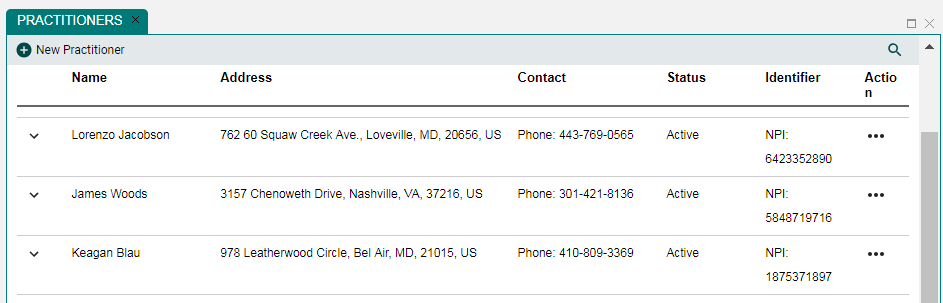 PRACTITIONERS
New Practitioner
Name Address Contact Status Identifier Actio
n
Lorenzo Jacobson 762 60 Squaw Creek Ave., Loveville, MD, 20656, US Phone: 443-769-0565 Active NPI:
6423352890
James Woods 3157 Chenoweth Drive, Nashville, VA, 37216, US Phone: 301-421-8136 Active NPI:
5848719716
Keagan Blau 978 Leatherwood Circle, Bel Air, MD, 21015, US Phone: 410-809-3369 Active NPI:
1875371897